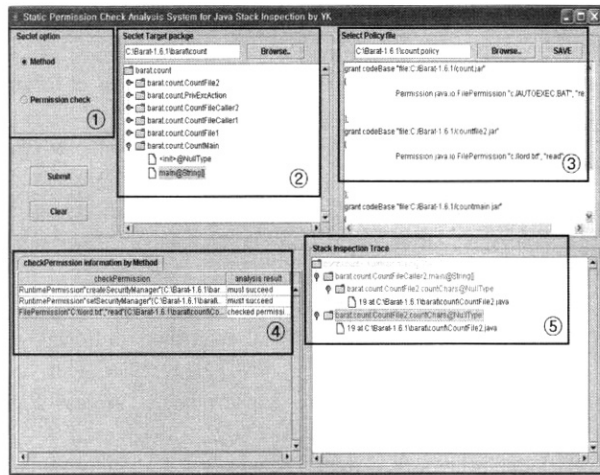 Static Permission Check Analysis System for Java Stack Inspection by YK
Seclet option
Method
Permission check
①
Submit
Clear
Seclet Target packge
C:\Barat-1.6.1\barat\count
Browse..
barat.count
barat.count.CountFile2
barat.count.PrivExcAction
barat.count.CountFileCaller2
barat.count.CountFileCaller1
barat.count.CountFile1
barat.count.CountMain
<init>@NullType
main@String[]
②
Select Policy file
C:\Barat-1.6.1\count.policy
Browse..
SAVE
grant codeBase "file:C:/Barat-1.6.1/count.jar"
{
Permission java.io.FilePermission "c:/AUTOEXEC.BAT", "re
};
grant codeBase "file:C:/Barat-1.6.1/countfile2.jar"
{
Permission java.io.FilePermission "c:/lord.txt", "read"
};
③
grant codeBase "file:C:/Barat-1.6.1/countmain.jar"
{
checkPermission information by Method
checkPermission
analysis result
RuntimePermission"createSecurityManager"(C:\Barat-1.6.1\bar
must succeed
RuntimePermission"setSecurityManager"(C:\Barat-1.6.1\barat\
must succeed
FilePermission"C:\lord.txt","read"(C:\Barat-1.6.1\barat\count\Co...
checked permissi
④
Stack Inspection Trace
barat.count.CountFileCaller2.main@String[]
barat.count.CountFile2.countChars@NullType
19 at C:\Barat-1.6.1\barat\count\CountFile2.java
barat.count.CountFile2.countChars@NullType
19 at C:\Barat-1.6.1\barat\count\CountFile2.java
⑤